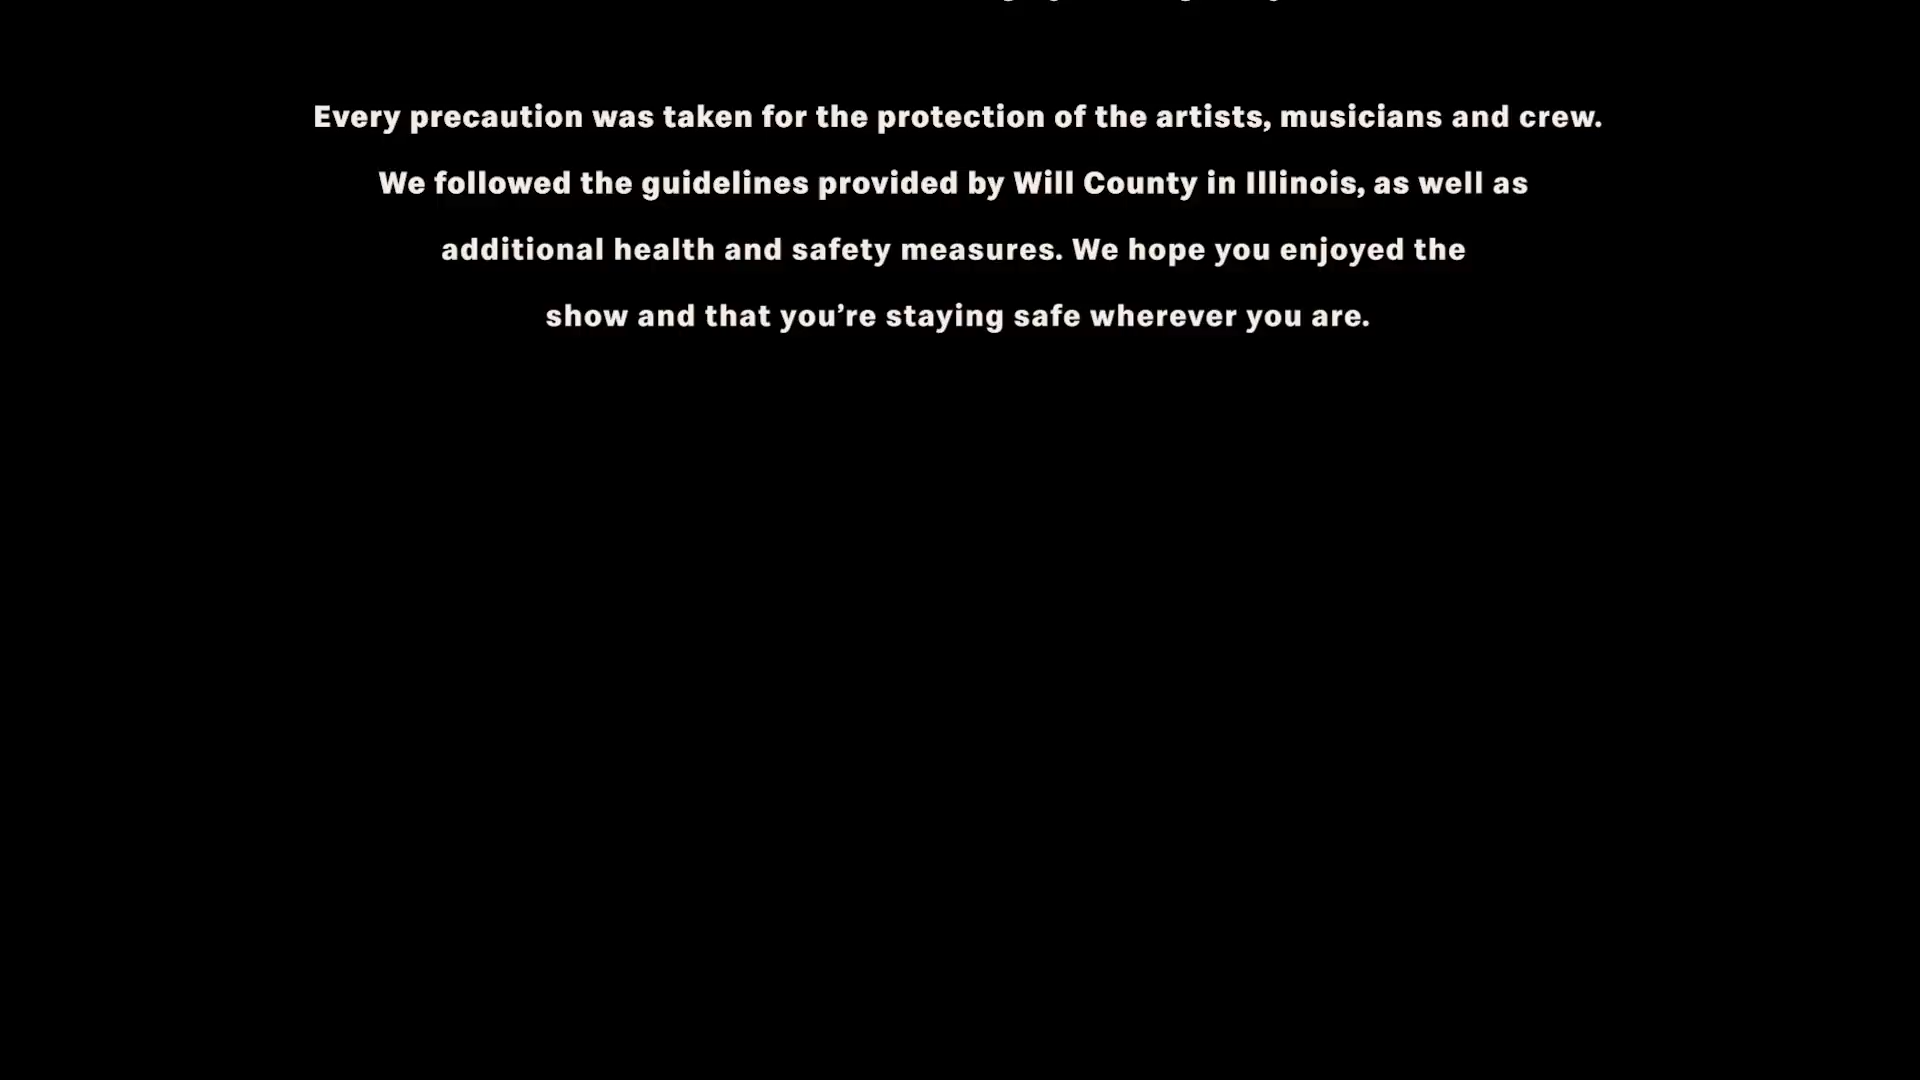 Every precaution was taken for the protection of the artists, musicians and crew.
We followed the guidelines provided by Will County in Illinois, as well as
additional health and safety measures. We hope you enjoyed the
show and that you’re staying safe wherever you are.